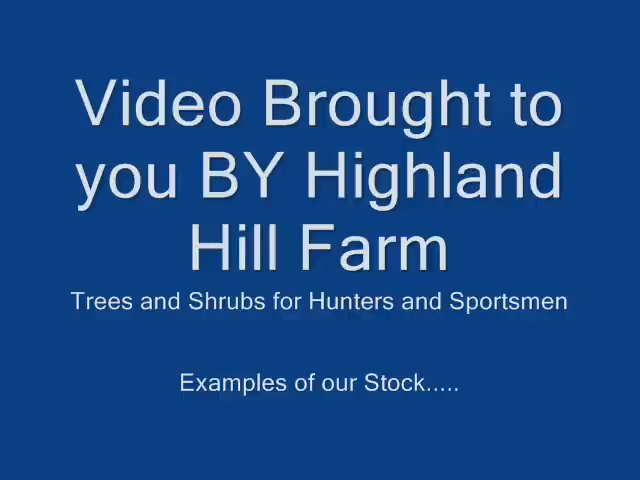 Video Brought to
you BY Highland
Hill Farm
Trees and Shrubs for Hunters and Sportsmen
Examples of our Stock.....